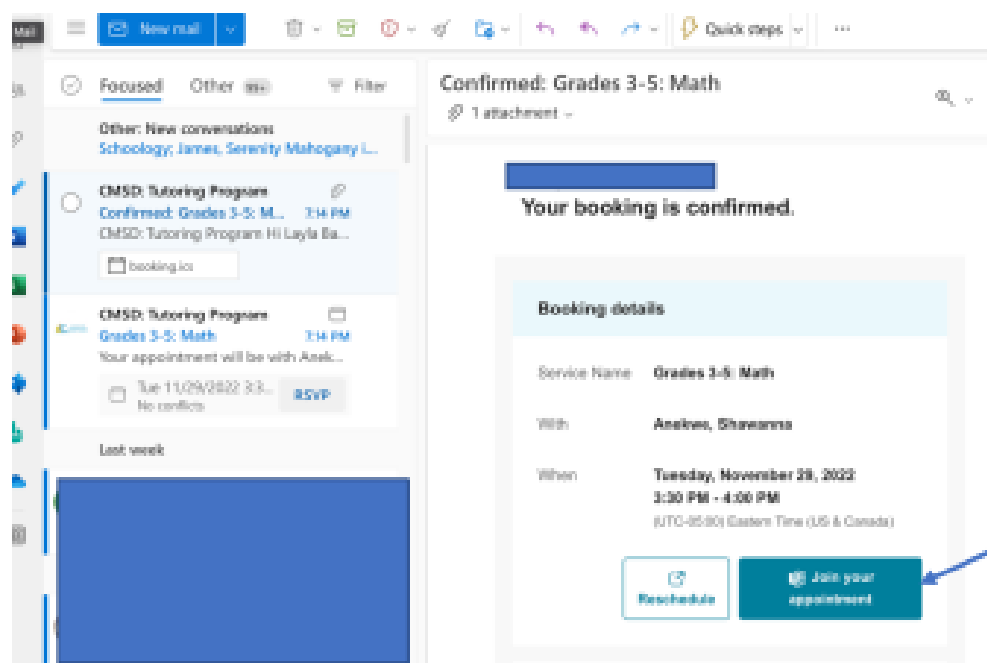 Mail
New mail
Quick steps
Focused Other 99+ Filter
Other: New conversations
Schoology; James, Serenity Mahogany i...
CMSD: Tutoring Program
Confirmed: Grades 3-5: M... 7:14 PM
CMSD: Tutoring Program Hi Layla Ba...
booking.ics
CMSD: Tutoring Program
Grades 3-5: Math 7:14 PM
Your appointment will be with Anek...
Tue 11/29/2022 3:3...
No conflicts
RSVP
Last week
Confirmed: Grades 3-5: Math
1 attachment
Your booking is confirmed.
Booking details
Service Name Grades 3-5: Math
With Anekwe, Shawanna
When Tuesday, November 29, 2022
3:30 PM - 4:00 PM
(UTC-05:00) Eastern Time (US & Canada)
Reschedule
Join your
appointment